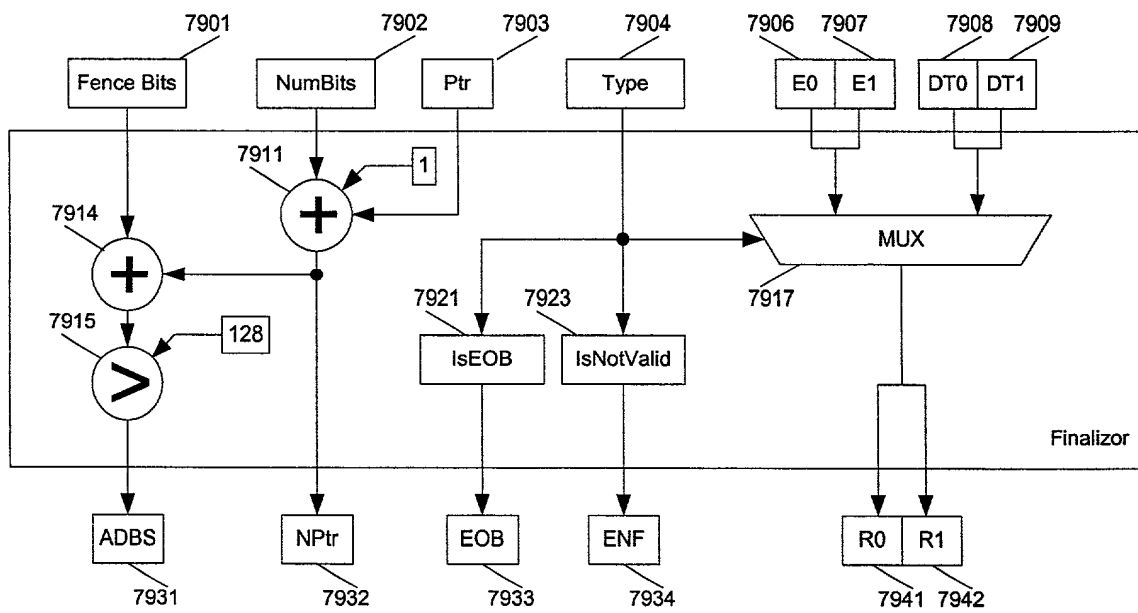 7901
7902
7903
7904
7906
7907
7908
7909
Fence Bits
NumBits
Ptr
Type
E0
E1
DT0
DT1
7911
1
+
7914
+
MUX
7917
7915
128
>
7921
7923
IsEOB
IsNotValid
Finalizor
ADBS
NPtr
EOB
ENF
R0
R1
7931
7932
7933
7934
7941
7942